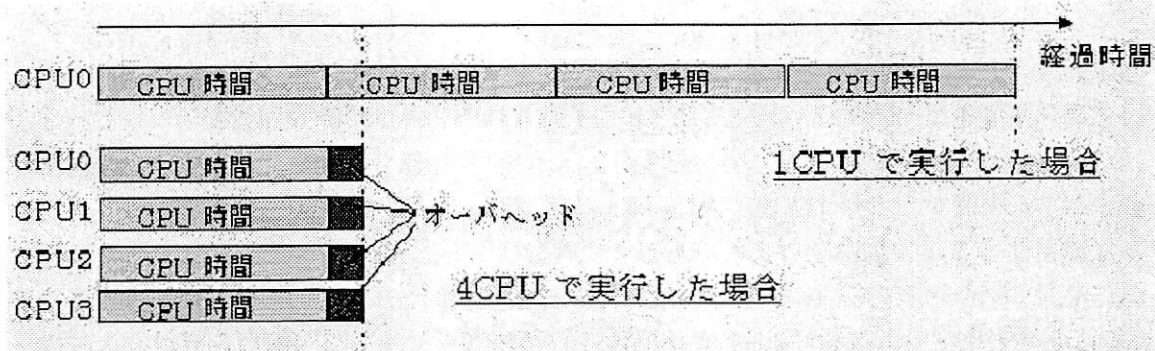 経過時間
CPU0 CPU 時間 CPU 時間 CPU 時間 CPU 時間
CPU0 CPU 時間
1CPU で実行した場合
CPU1 CPU 時間 オーバヘッド
CPU2 CPU 時間
4CPU で実行した場合
CPU3 CPU 時間